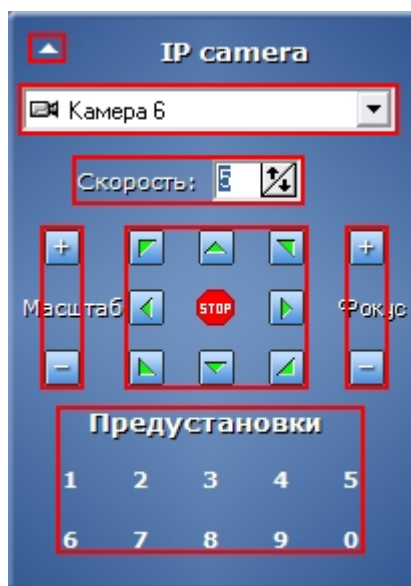 IP camera
Камера 6
Скорость: 5
+ +
Масштаб STOP Фокус
− −
Предустановки
1 2 3 4 5
6 7 8 9 0